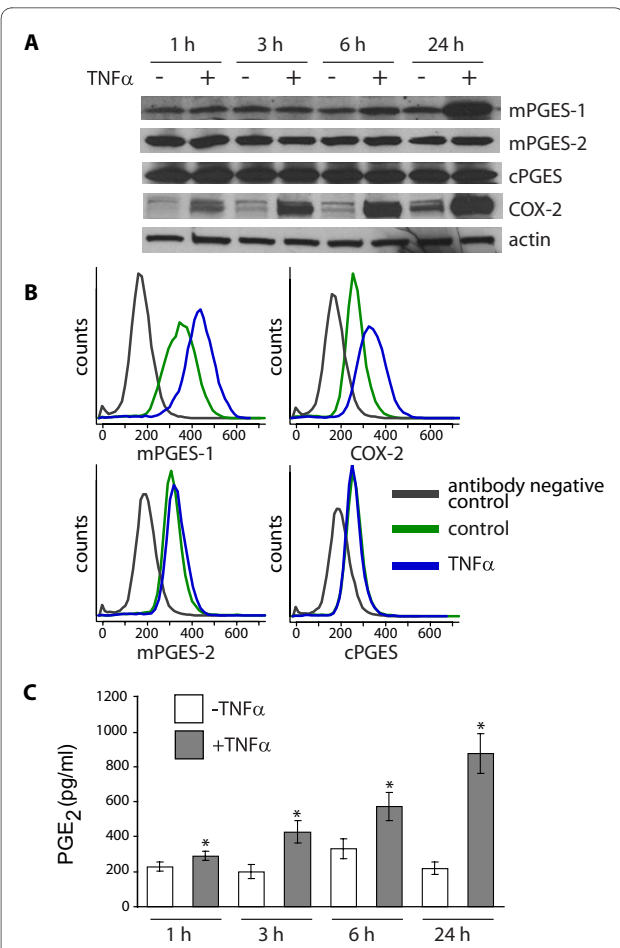 A
1 h 3 h 6 h 24 h
TNFα - + - + - + - +
mPGES-1
mPGES-2
cPGES
COX-2
actin
B
counts
0 200 400 600
mPGES-1
counts
0 200 400 600
COX-2
counts
0 200 400 600
mPGES-2
counts
0 200 400 600
cPGES
antibody negative
control
control
TNFα
C
PGE2 (pg/ml)
1200
1000
800
600
400
200
0
-TNFα
+TNFα
* * * *
1 h 3 h 6 h 24 h